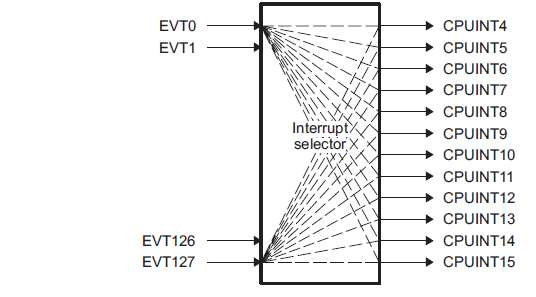 EVT0
EVT1
EVT126
EVT127
Interrupt
selector
CPUINT4
CPUINT5
CPUINT6
CPUINT7
CPUINT8
CPUINT9
CPUINT10
CPUINT11
CPUINT12
CPUINT13
CPUINT14
CPUINT15